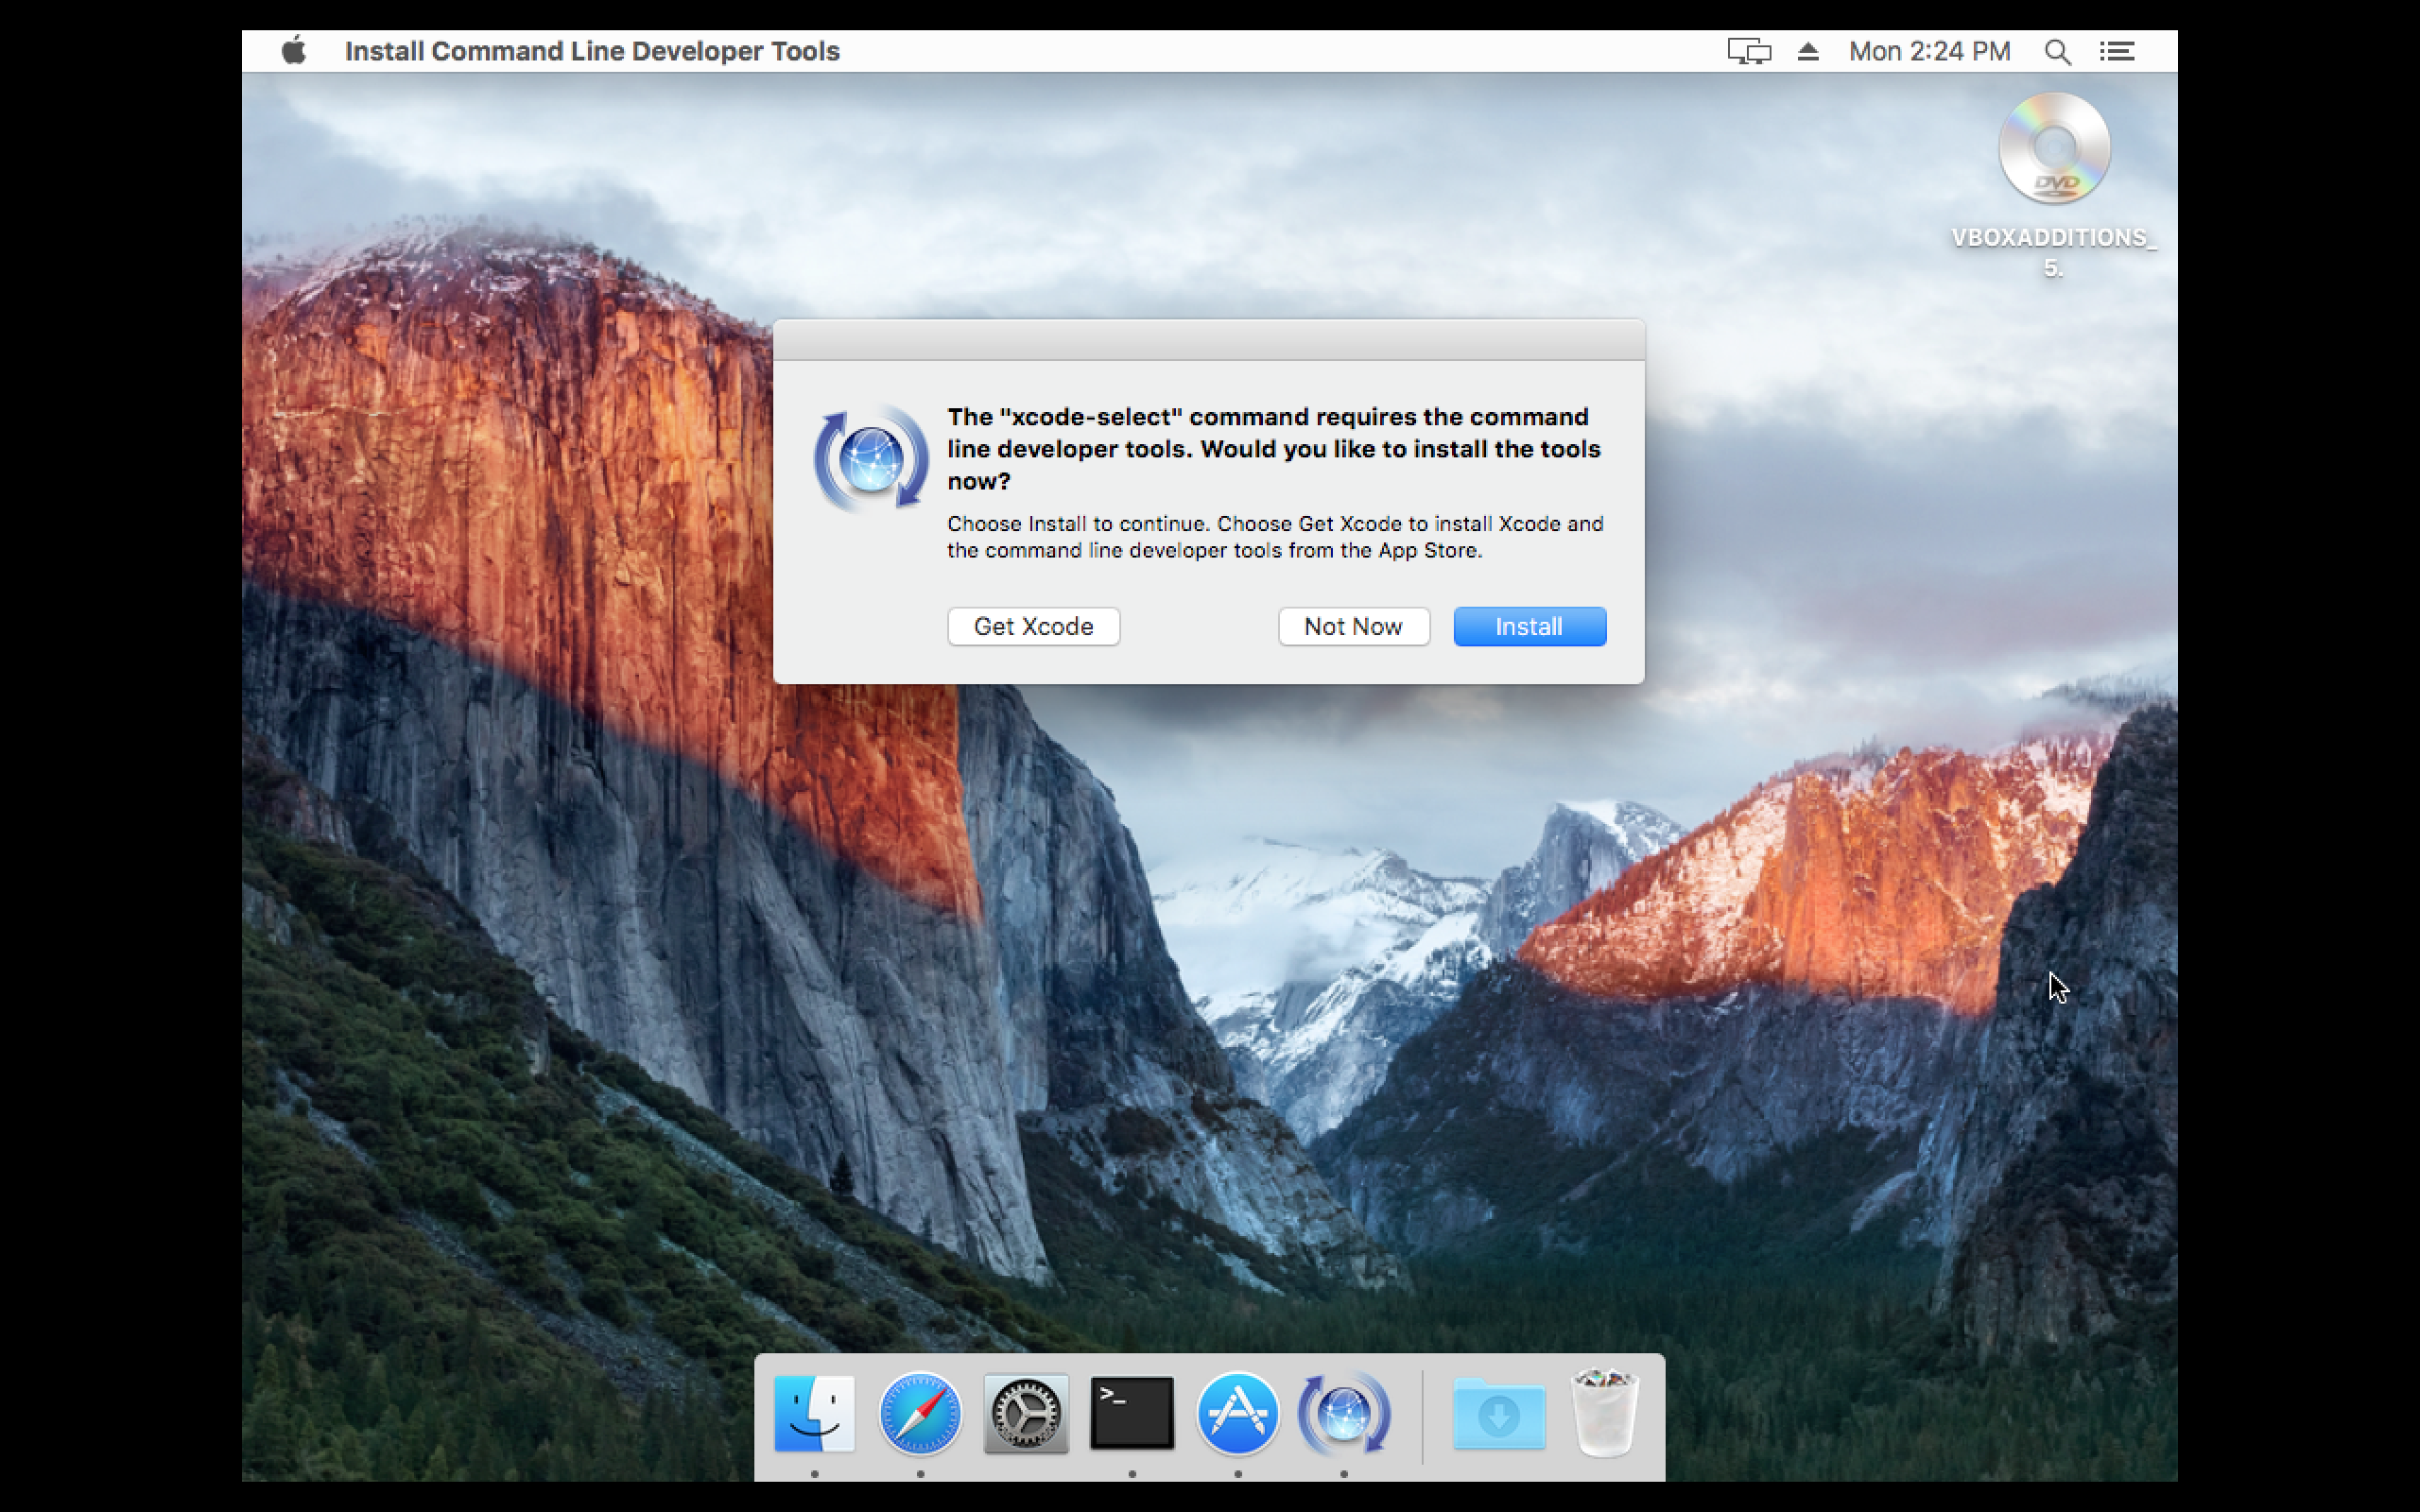 Install Command Line Developer Tools
Mon 2:24 PM
DVD
VBOXADDITIONS_
5.
The "xcode-select" command requires the command
line developer tools. Would you like to install the tools
now?
Choose Install to continue. Choose Get Xcode to install Xcode and
the command line developer tools from the App Store.
Get Xcode
Not Now
Install
>_